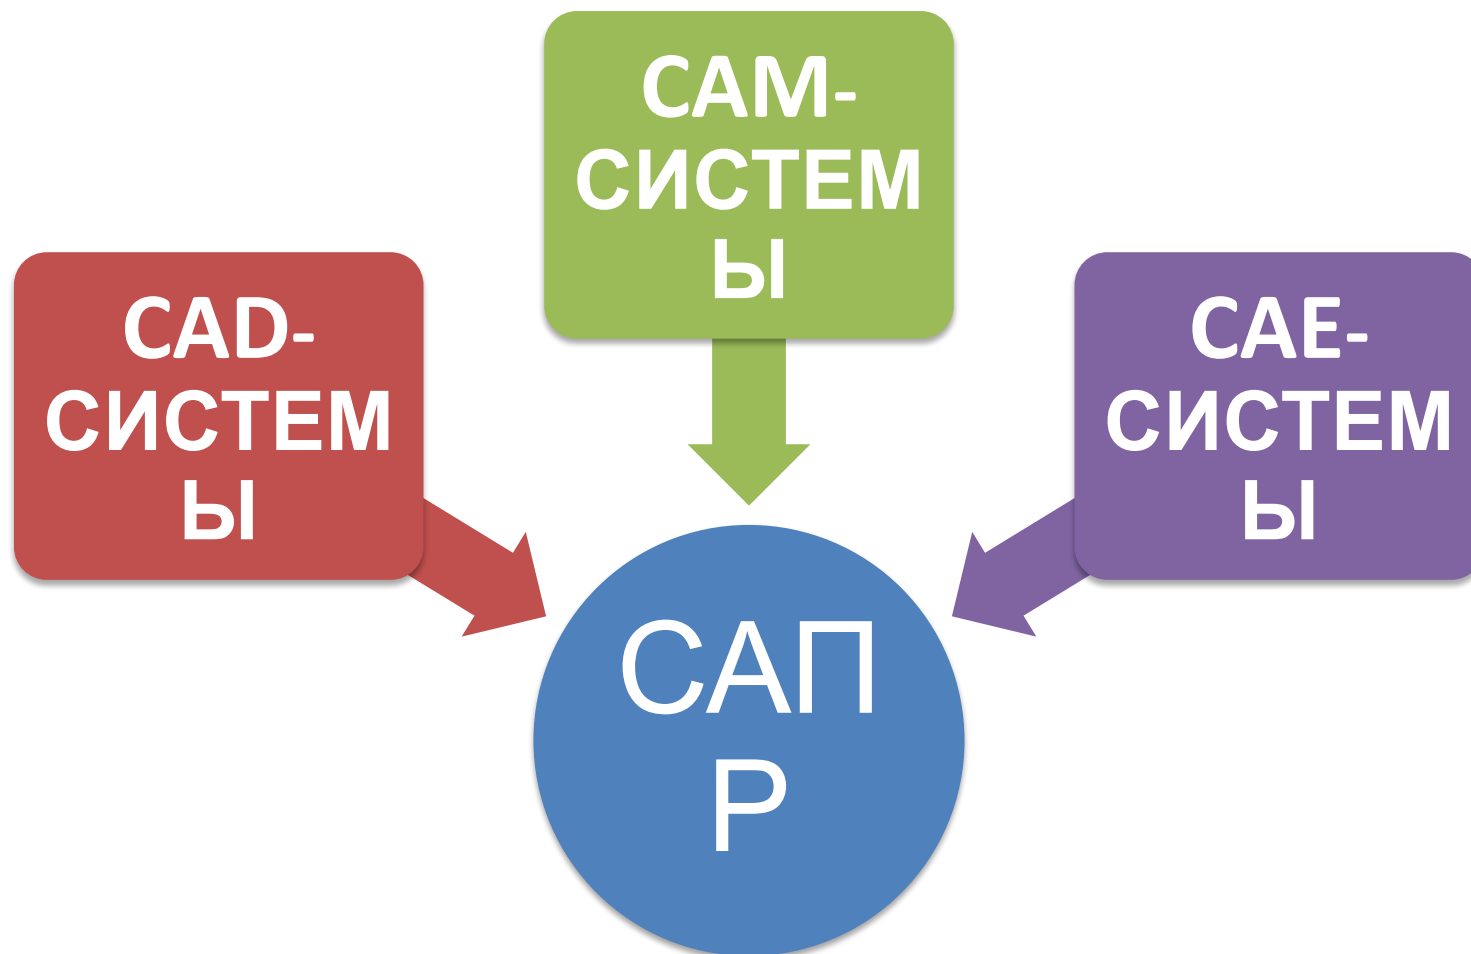 CAM-
СИСТЕМ
Ы
CAD-
СИСТЕМ
Ы
CAE-
СИСТЕМ
Ы
САП
Р